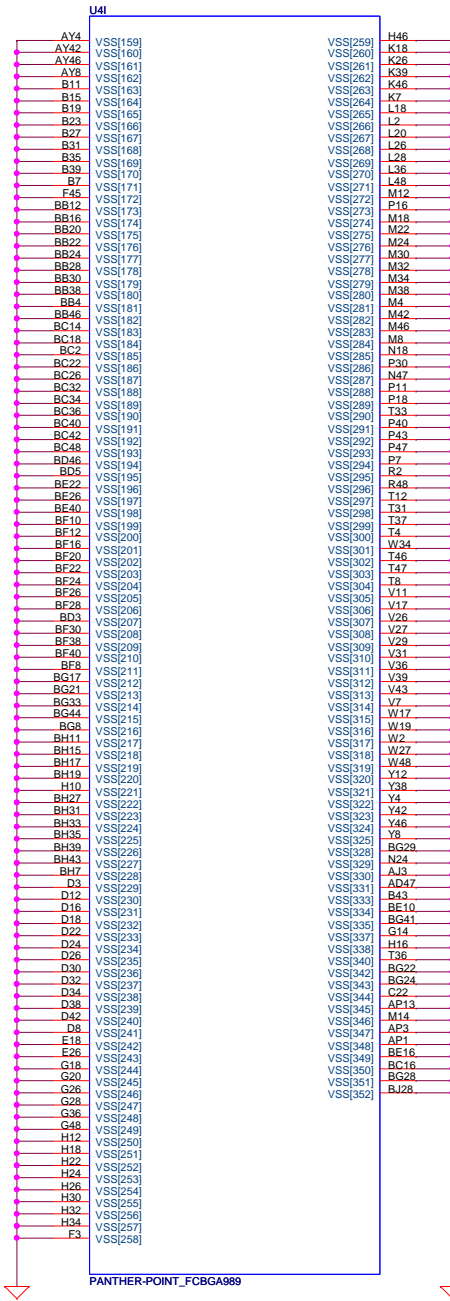 U4I
AY4 VSS[159]
AY42 VSS[160]
AY46 VSS[161]
AY8 VSS[162]
B11 VSS[163]
B15 VSS[164]
B19 VSS[165]
B23 VSS[166]
B27 VSS[167]
B31 VSS[168]
B35 VSS[169]
B39 VSS[170]
B7 VSS[171]
F45 VSS[172]
BB12 VSS[173]
BB16 VSS[174]
BB20 VSS[175]
BB22 VSS[176]
BB24 VSS[177]
BB28 VSS[178]
BB30 VSS[179]
BB38 VSS[180]
BB4 VSS[181]
BB46 VSS[182]
BC14 VSS[183]
BC18 VSS[184]
BC2 VSS[185]
BC22 VSS[186]
BC26 VSS[187]
BC32 VSS[188]
BC34 VSS[189]
BC36 VSS[190]
BC40 VSS[191]
BC42 VSS[192]
BC48 VSS[193]
BD46 VSS[194]
BD5 VSS[195]
BE22 VSS[196]
BE26 VSS[197]
BE40 VSS[198]
BF10 VSS[199]
BF12 VSS[200]
BF16 VSS[201]
BF20 VSS[202]
BF22 VSS[203]
BF24 VSS[204]
BF26 VSS[205]
BF28 VSS[206]
BD3 VSS[207]
BF30 VSS[208]
BF38 VSS[209]
BF40 VSS[210]
BF8 VSS[211]
BG17 VSS[212]
BG21 VSS[213]
BG33 VSS[214]
BG44 VSS[215]
BG8 VSS[216]
BH11 VSS[217]
BH15 VSS[218]
BH17 VSS[219]
BH19 VSS[220]
H10 VSS[221]
BH27 VSS[222]
BH31 VSS[223]
BH33 VSS[224]
BH35 VSS[225]
BH39 VSS[226]
BH43 VSS[227]
BH7 VSS[228]
D3 VSS[229]
D12 VSS[230]
D16 VSS[231]
D18 VSS[232]
D22 VSS[233]
D24 VSS[234]
D26 VSS[235]
D30 VSS[236]
D32 VSS[237]
D34 VSS[238]
D38 VSS[239]
D42 VSS[240]
D8 VSS[241]
E18 VSS[242]
E26 VSS[243]
G18 VSS[244]
G20 VSS[245]
G26 VSS[246]
G28 VSS[247]
G36 VSS[248]
G48 VSS[249]
H12 VSS[250]
H18 VSS[251]
H22 VSS[252]
H24 VSS[253]
H26 VSS[254]
H30 VSS[255]
H32 VSS[256]
H34 VSS[257]
F3 VSS[258]
VSS[259] H46
VSS[260] K18
VSS[261] K26
VSS[262] K39
VSS[263] K46
VSS[264] K7
VSS[265] L18
VSS[266] L2
VSS[267] L20
VSS[268] L26
VSS[269] L28
VSS[270] L36
VSS[271] L48
VSS[272] M12
VSS[273] P16
VSS[274] M18
VSS[275] M22
VSS[276] M24
VSS[277] M30
VSS[278] M32
VSS[279] M34
VSS[280] M38
VSS[281] M4
VSS[282] M42
VSS[283] M46
VSS[284] M8
VSS[285] N18
VSS[286] P30
VSS[287] N47
VSS[288] P11
VSS[289] P18
VSS[290] T33
VSS[291] P40
VSS[292] P43
VSS[293] P47
VSS[294] P7
VSS[295] R2
VSS[296] R48
VSS[297] T12
VSS[298] T31
VSS[299] T37
VSS[300] T4
VSS[301] W34
VSS[302] T46
VSS[303] T47
VSS[304] T8
VSS[305] V11
VSS[306] V17
VSS[307] V26
VSS[308] V27
VSS[309] V29
VSS[310] V31
VSS[311] V36
VSS[312] V39
VSS[313] V43
VSS[314] V7
VSS[315] W17
VSS[316] W19
VSS[317] W2
VSS[318] W27
VSS[319] W48
VSS[320] Y12
VSS[321] Y38
VSS[322] Y4
VSS[323] Y42
VSS[324] Y46
VSS[325] Y8
VSS[328] BG29
VSS[329] N24
VSS[330] AJ3
VSS[331] AD47
VSS[333] B43
VSS[334] BE10
VSS[335] BG41
VSS[337] G14
VSS[338] H16
VSS[340] T36
VSS[342] BG22
VSS[343] BG24
VSS[344] C22
VSS[345] AP13
VSS[346] M14
VSS[347] AP3
VSS[348] AP1
VSS[349] BE16
VSS[350] BC16
VSS[351] BG28
VSS[352] BJ28
PANTHER-POINT_FCBGA989